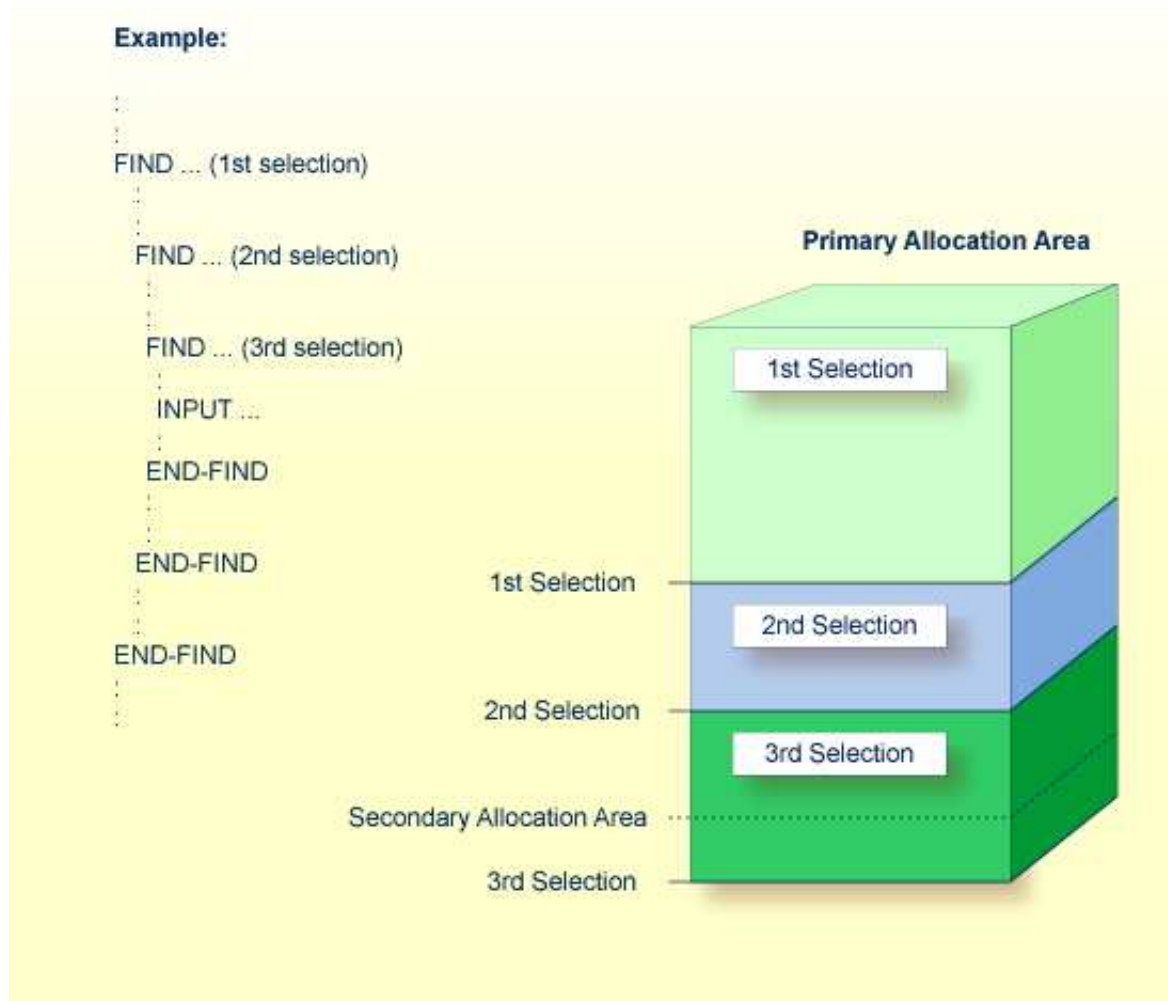 Example:
:
:
FIND ... (1st selection)
:
:
FIND ... (2nd selection)
:
:
FIND ... (3rd selection)
:
INPUT ...
:
END-FIND
:
:
END-FIND
:
:
END-FIND
:
:
Primary Allocation Area
1st Selection
1st Selection
2nd Selection
2nd Selection
3rd Selection
Secondary Allocation Area
3rd Selection